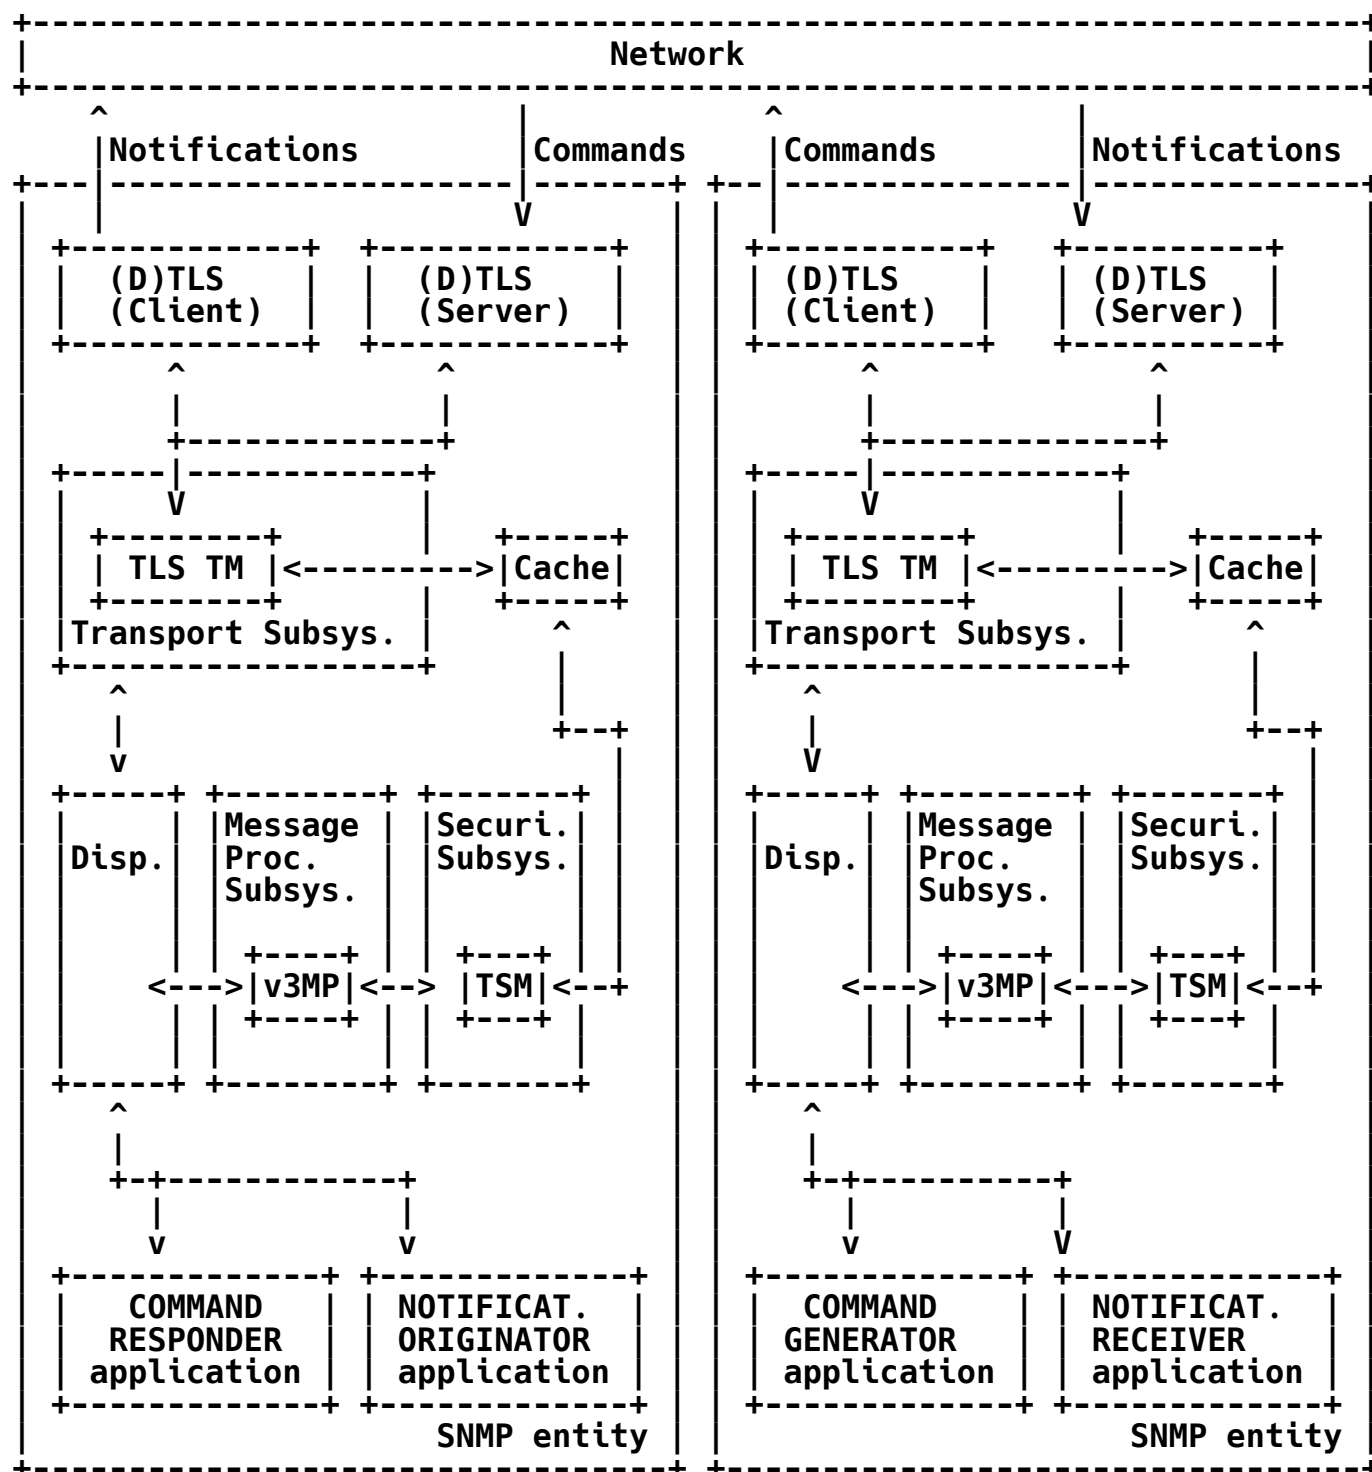 Network
Notifications Commands Commands Notifications
V V
(D)TLS (D)TLS (D)TLS (D)TLS
(Client) (Server) (Client) (Server)
V V
TLS TM Cache TLS TM Cache
Transport Subsys. Transport Subsys.
v V
Message Securi. Message Securi.
Disp. Proc. Subsys. Disp. Proc. Subsys.
Subsys. Subsys.
v3MP TSM v3MP TSM
v v v V
COMMAND NOTIFICAT. COMMAND NOTIFICAT.
RESPONDER ORIGINATOR GENERATOR RECEIVER
application application application application
SNMP entity SNMP entity